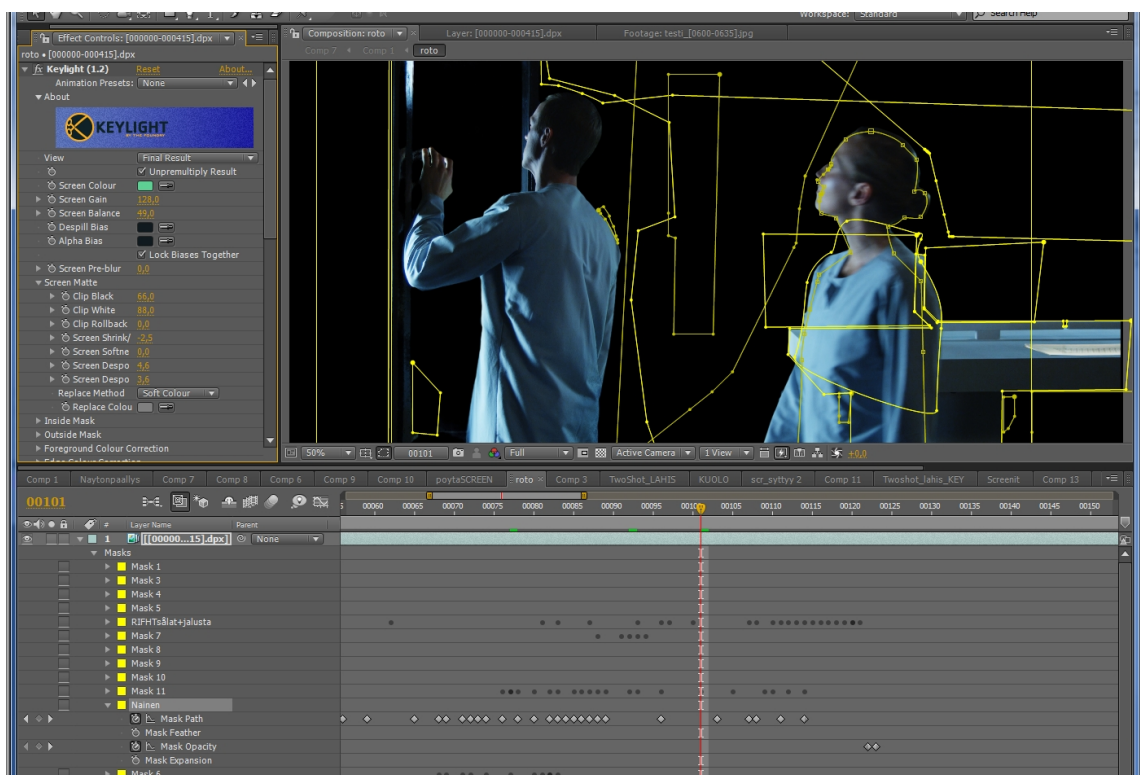 Workspace: Standard
Search Help
Effect Controls: [000000-000415].dpx
Composition: roto
Layer: [000000-000415].dpx
Footage: testi_[0600-0635].jpg
roto • [000000-000415].dpx
Comp 7
Comp 1
roto
fx Keylight (1.2) Reset About...
Animation Presets: None
About
KEYLIGHT
BY THE FOUNDRY
View Final Result
Unpremultiply Result
Screen Colour
Screen Gain 128,0
Screen Balance 49,0
Despill Bias
Alpha Bias
Lock Biases Together
Screen Pre-blur 0,0
Screen Matte
Clip Black 66,0
Clip White 88,0
Clip Rollback 0,0
Screen Shrink/ -2,5
Screen Softne 0,0
Screen Despo 4,6
Screen Despo 3,6
Replace Method Soft Colour
Replace Colou
Inside Mask
Outside Mask
Foreground Colour Correction
Edge Colour Correction
50% 00101 Full Active Camera 1 View +0,0
Comp 1 Naytonpaallys Comp 7 Comp 8 Comp 6 Comp 9 Comp 10 poytaSCREEN roto Comp 3 TwoShot_LAHIS KUOLO scr_syttyy 2 Comp 11 Twoshot_lahis_KEY Screenit Comp 13
00101
00060 00065 00070 00075 00080 00085 00090 00095 00105 00110 00115 00120 00125 00130 00135 00140 00145 00150
# Layer Name Parent
1 [[00000...15].dpx] None
Masks
Mask 1
Mask 3
Mask 4
Mask 5
RIFHTsålat+jalusta
Mask 7
Mask 8
Mask 9
Mask 10
Mask 11
Nainen
Mask Path
Mask Feather
Mask Opacity
Mask Expansion
Mask 6